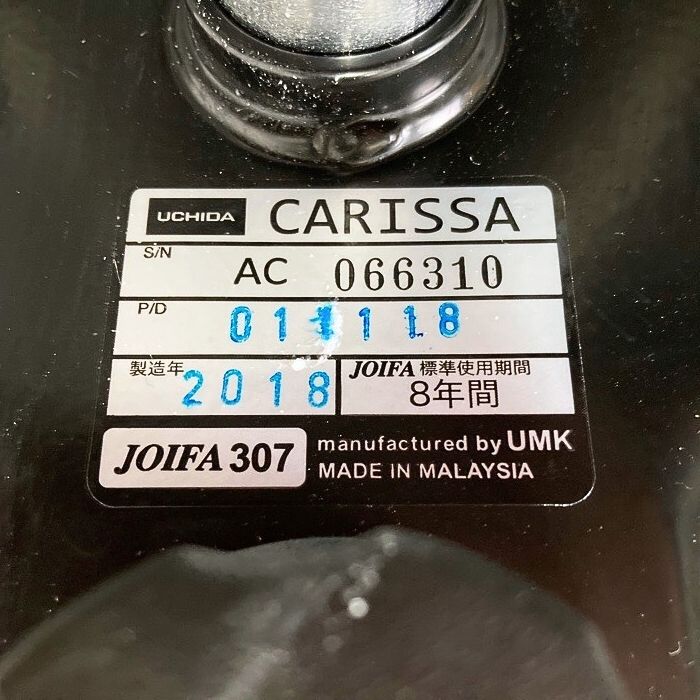 UCHIDA CARISSA
S/N AC 066310
P/D 011118
製造年 2018
JOIFA 標準使用期間
8年間
JOIFA 307
manufactured by UMK
MADE IN MALAYSIA